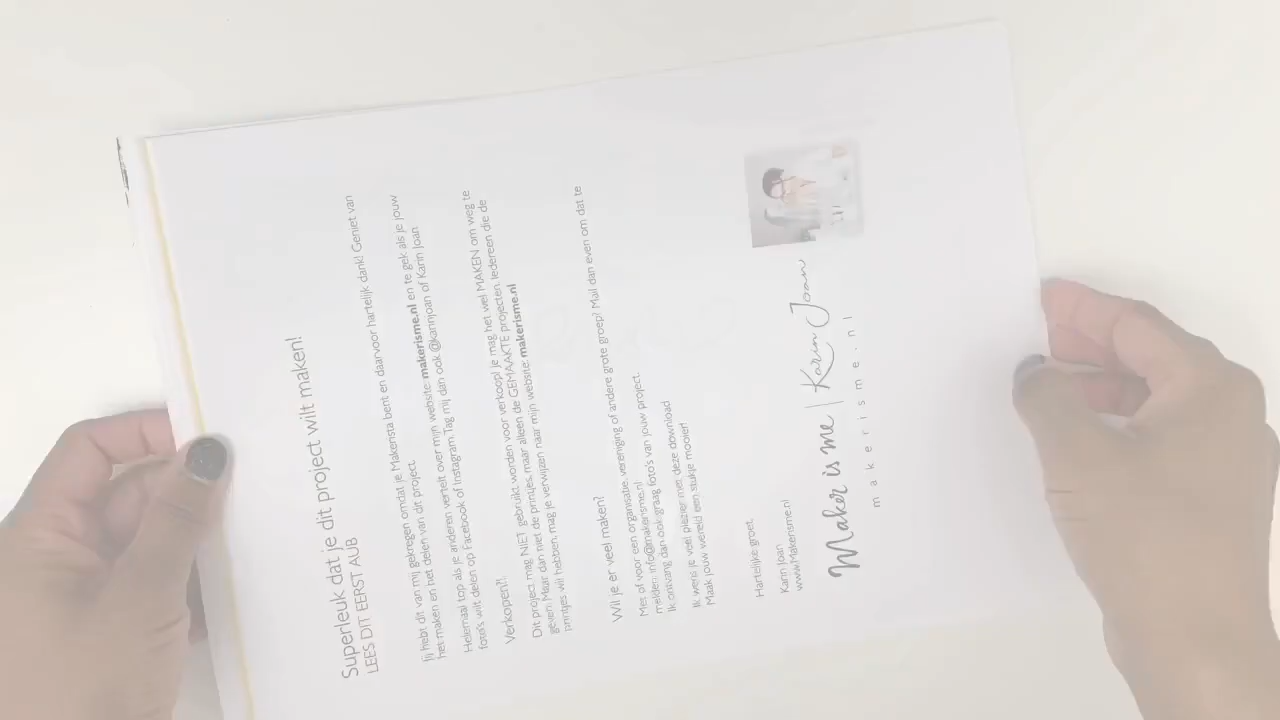 Superleuk dat je dit project wilt maken!
LEES DIT EERST AUB
Jij hebt dit van mij gekregen omdat je Makerista bent en daarvoor hartelijk dank! Geniet van
het maken en het delen van dit project.
Helemaal top als je anderen vertelt over mijn website: makerisme.nl en te gek als je jouw
foto's wilt delen op Facebook of Instagram. Tag mij dan ook @karinjoan of Karin Joan
Verkopen?!
Dit project mag NIET gebruikt worden voor verkoop! Je mag het wel MAKEN om weg te
geven! Maar dan niet de printjes, maar alleen de GEMAAKTE projecten. Iedereen die de
printjes wil hebben, mag je verwijzen naar mijn website: makerisme.nl
Wil je er veel maken?
Met of voor een organisatie, vereniging of andere grote groep? Mail dan even om dat te
melden: info@makerisme.nl
Ik ontvang dan ook graag foto's van jouw project.
Ik wens je veel plezier met deze download
Maak jouw wereld een stukje mooier!
Hartelijke groet,
Karin Joan
www.Makerisme.nl
Maker is me | Karin Joan
makerisme.nl